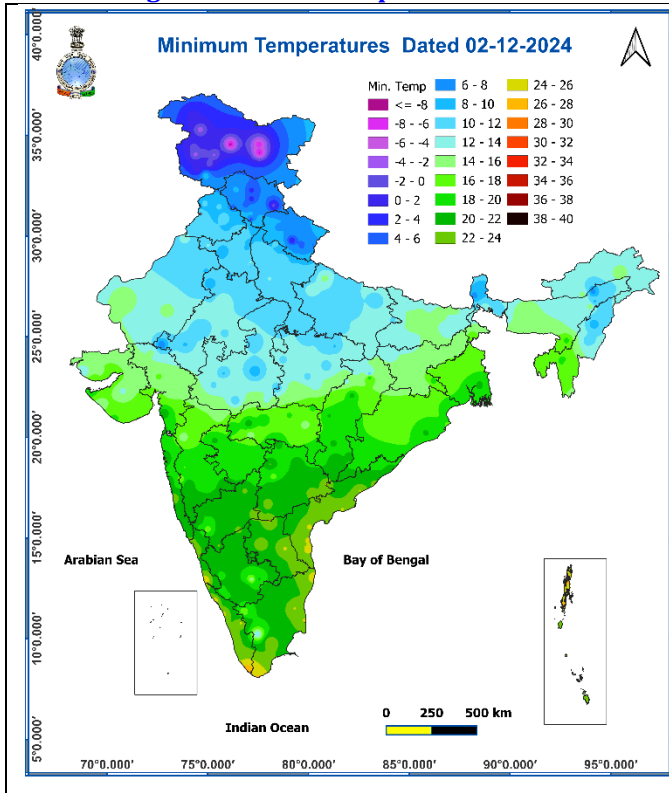 Minimum Temperatures Dated 02-12-2024
Min. Temp
<= -8
-8 - -6
-6 - -4
-4 - -2
-2 - 0
0 - 2
2 - 4
4 - 6
6 - 8
8 - 10
10 - 12
12 - 14
14 - 16
16 - 18
18 - 20
20 - 22
22 - 24
24 - 26
26 - 28
28 - 30
30 - 32
32 - 34
34 - 36
36 - 38
38 - 40
40°0.000'
35°0.000'
30°0.000'
25°0.000'
20°0.000'
15°0.000'
10°0.000'
5°0.000'
Arabian Sea
Bay of Bengal
Indian Ocean
0 250 500 km
70°0.000' 75°0.000' 80°0.000' 85°0.000' 90°0.000' 95°0.000'